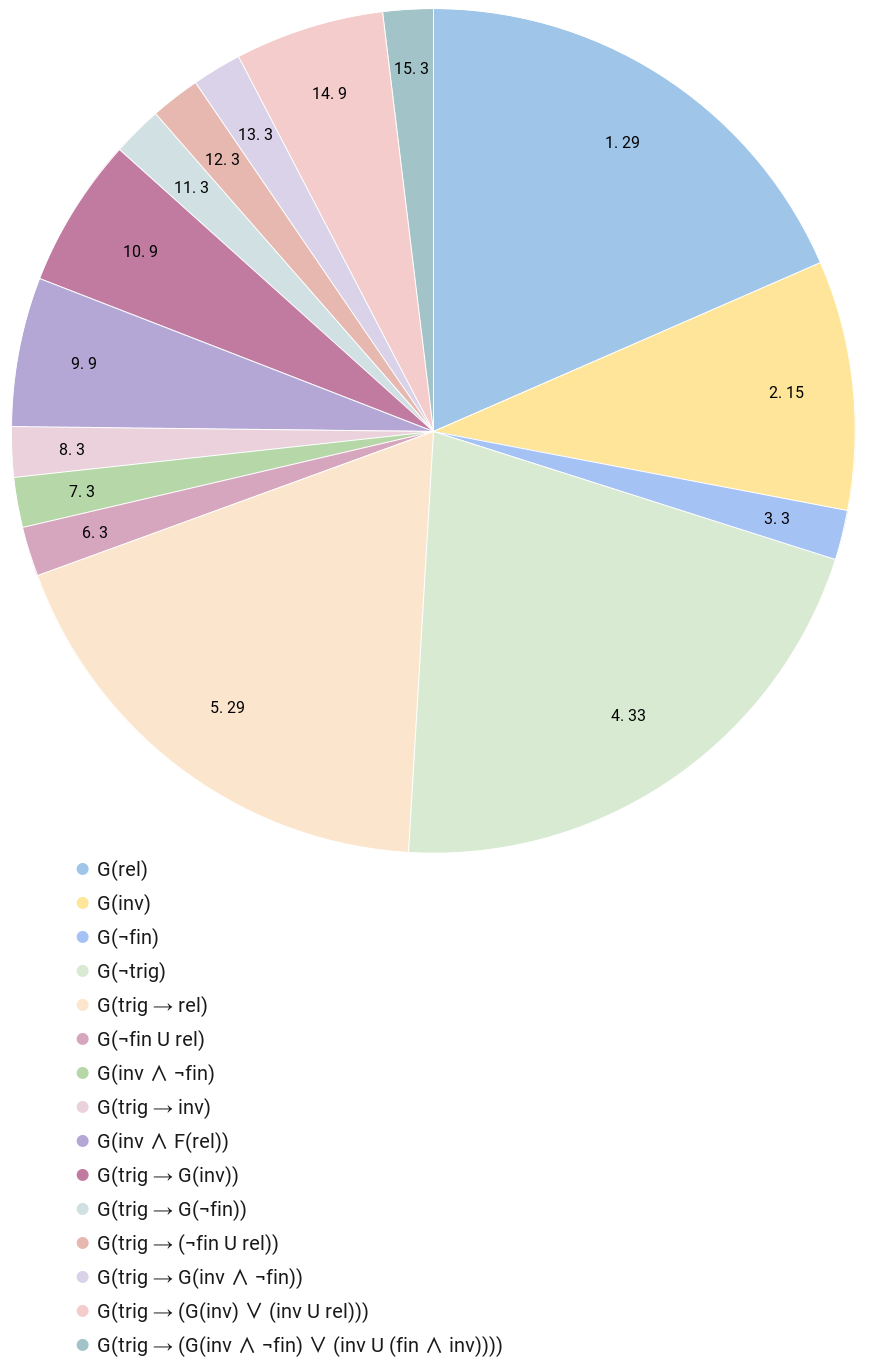 1. 29
2. 15
3. 3
4. 33
5. 29
6. 3
7. 3
8. 3
9. 9
10. 9
11. 3
12. 3
13. 3
14. 9
15. 3
G(rel)
G(inv)
G(¬fin)
G(¬trig)
G(trig → rel)
G(¬fin U rel)
G(inv ∧ ¬fin)
G(trig → inv)
G(inv ∧ F(rel))
G(trig → G(inv))
G(trig → G(¬fin))
G(trig → (¬fin U rel))
G(trig → G(inv ∧ ¬fin))
G(trig → (G(inv) ∨ (inv U rel)))
G(trig → (G(inv ∧ ¬fin) ∨ (inv U (fin ∧ inv))))